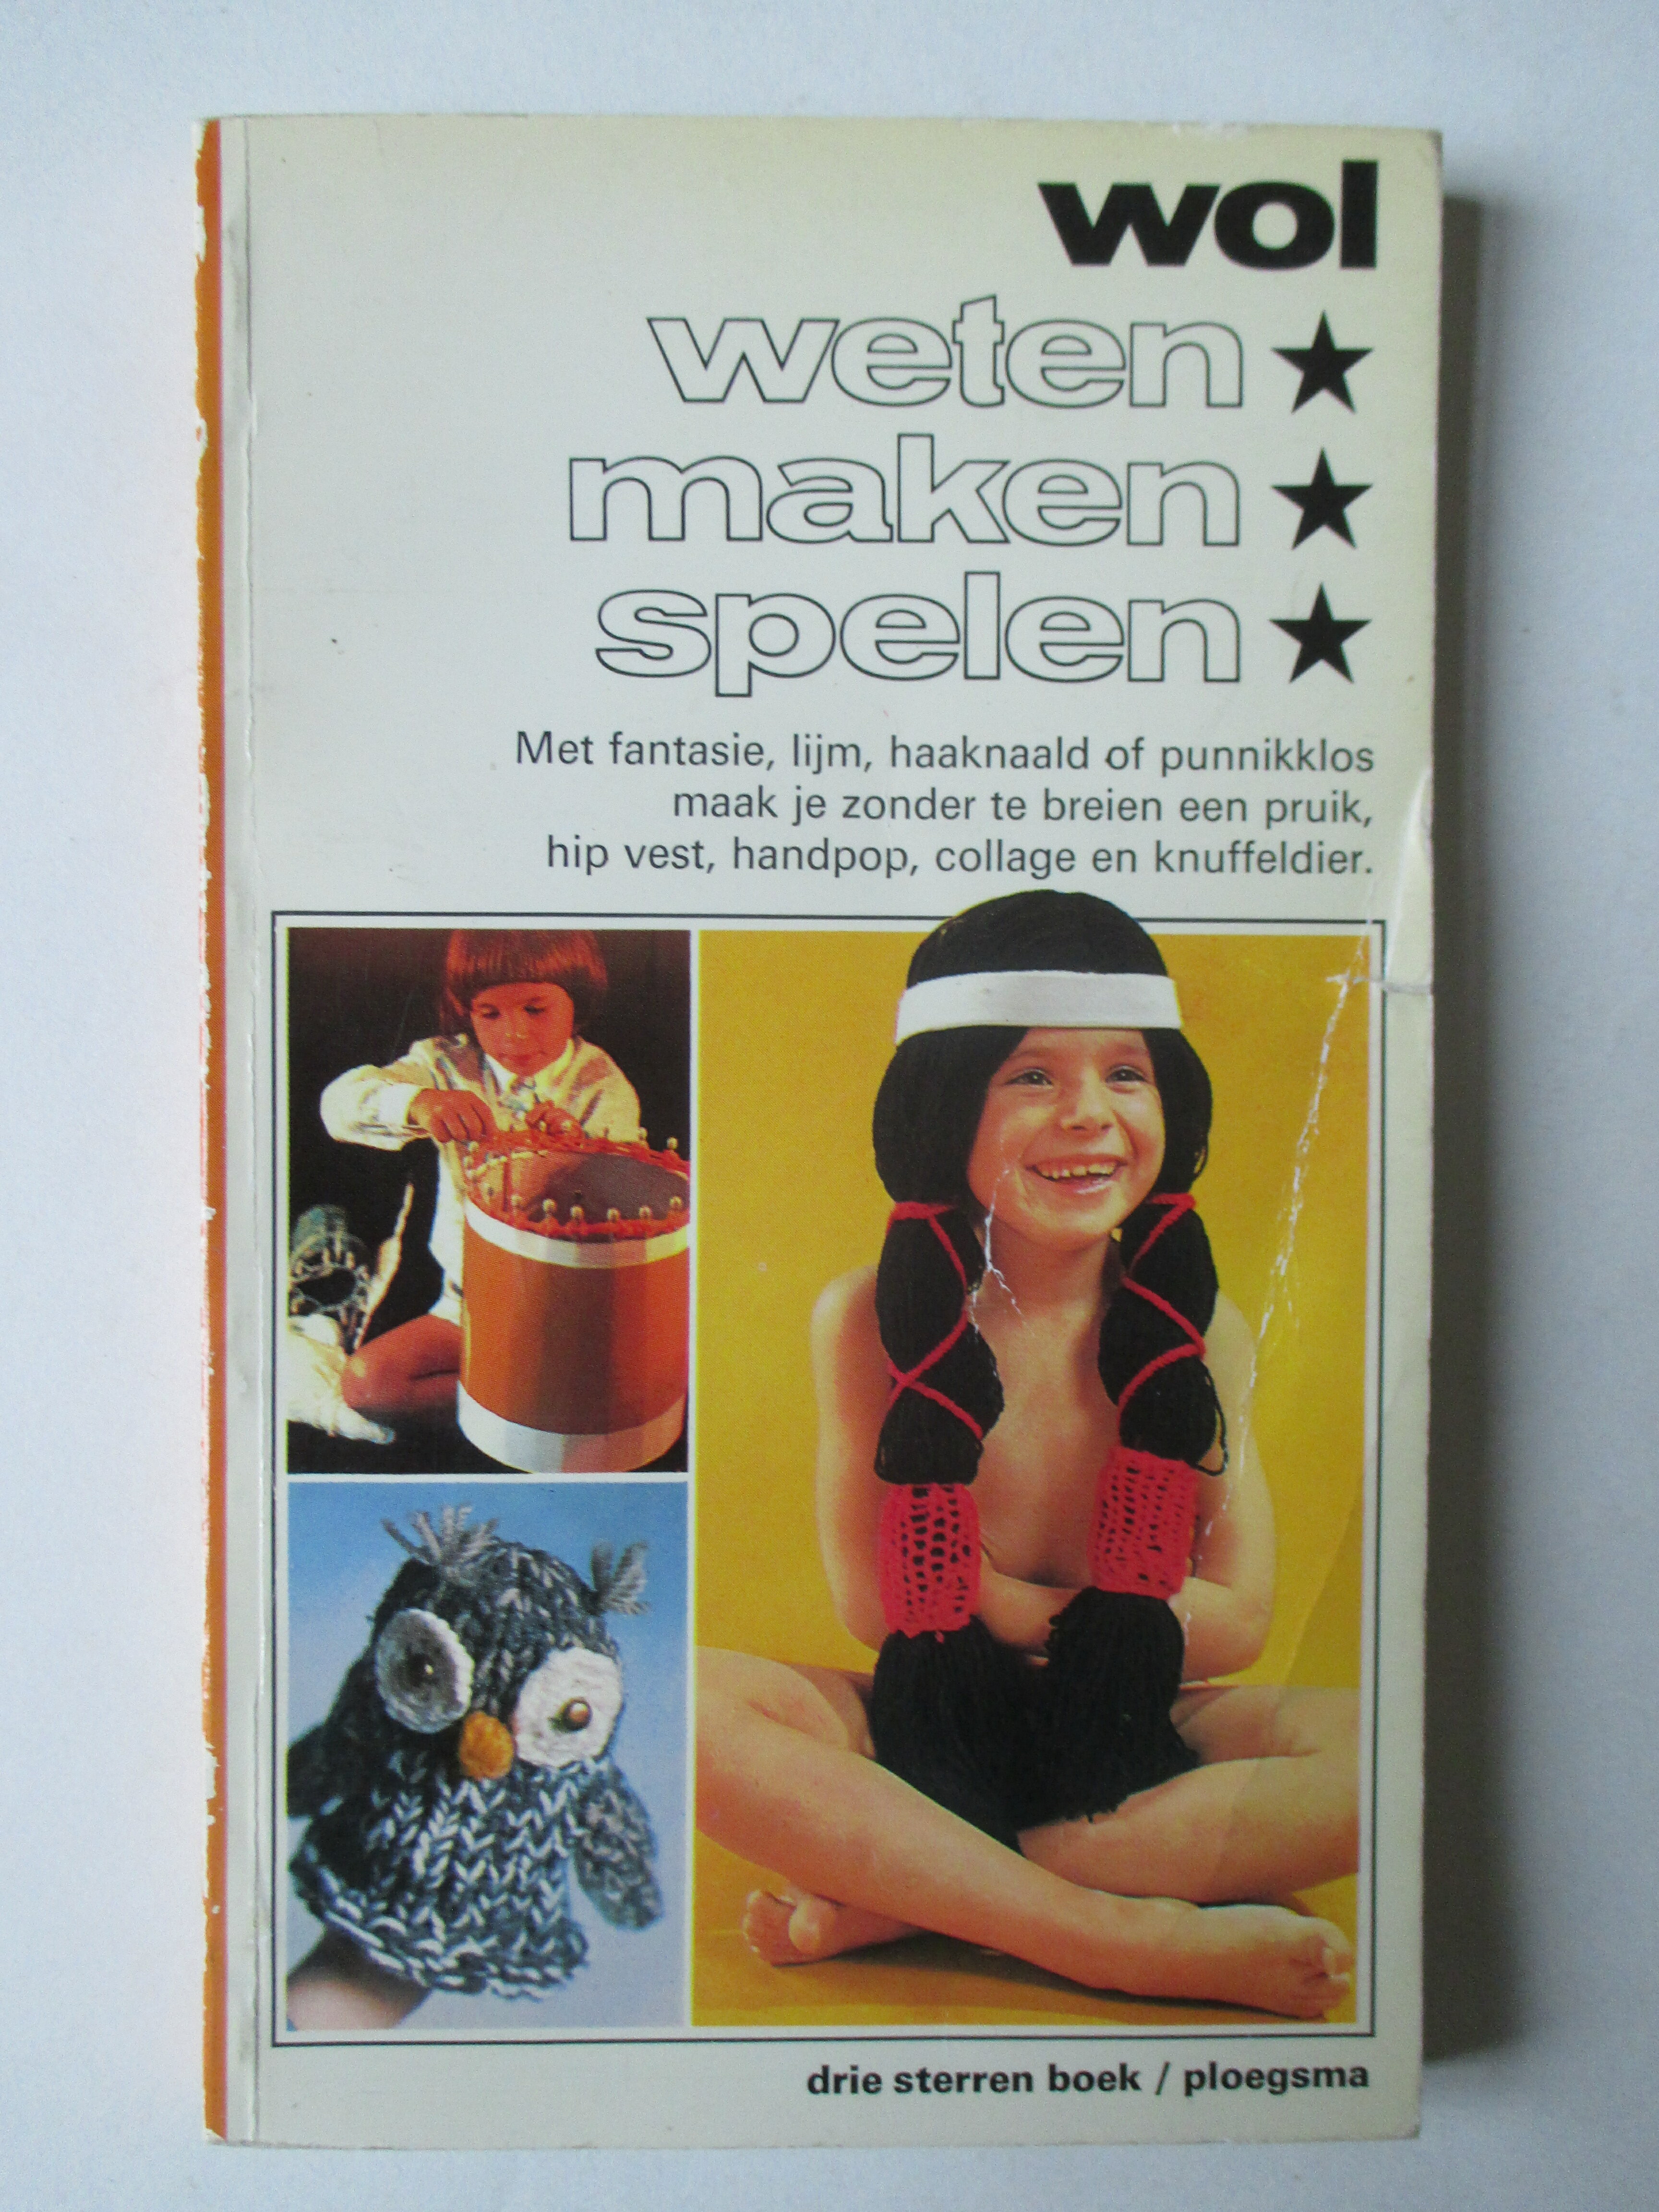 wol
weten ★
maken ★
spelen ★
Met fantasie, lijm, haaknaald of punnikklos
maak je zonder te breien een pruik,
hip vest, handpop, collage en knuffeldier.
drie sterren boek / ploegsma